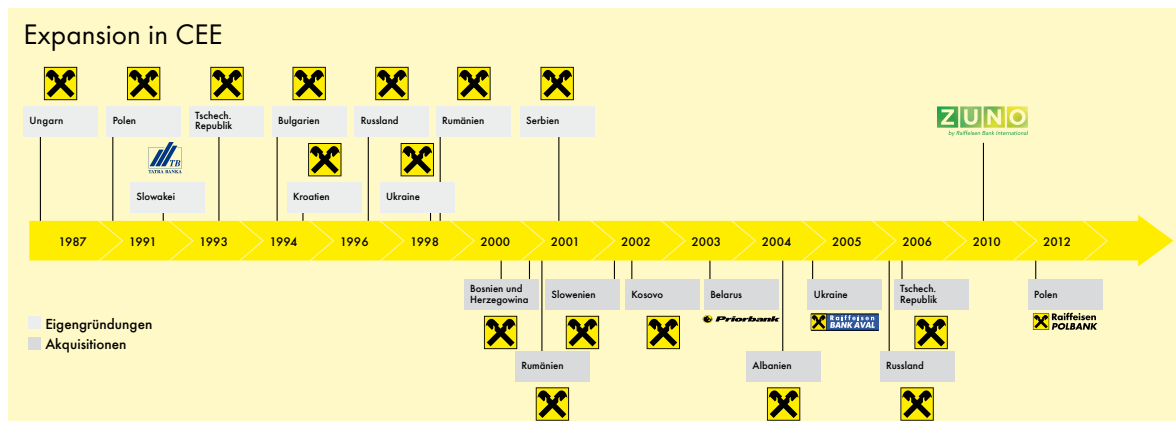 Expansion in CEE
Ungarn
Polen
Tschech.
Republik
Bulgarien
Russland
Rumänien
Serbien
ZUNO
by Raiffeisen Bank International
TB
TATRA BANKA
Slowakei
Kroatien
Ukraine
1987
1991
1993
1994
1996
1998
2000
2001
2002
2003
2004
2005
2006
2010
2012
Bosnien und
Herzegowina
Slowenien
Kosovo
Belarus
Priorbank
Ukraine
Raiffeisen
BANK AVAL
Tschech.
Republik
Polen
Raiffeisen
POLBANK
Eigengründungen
Akquisitionen
Rumänien
Albanien
Russland